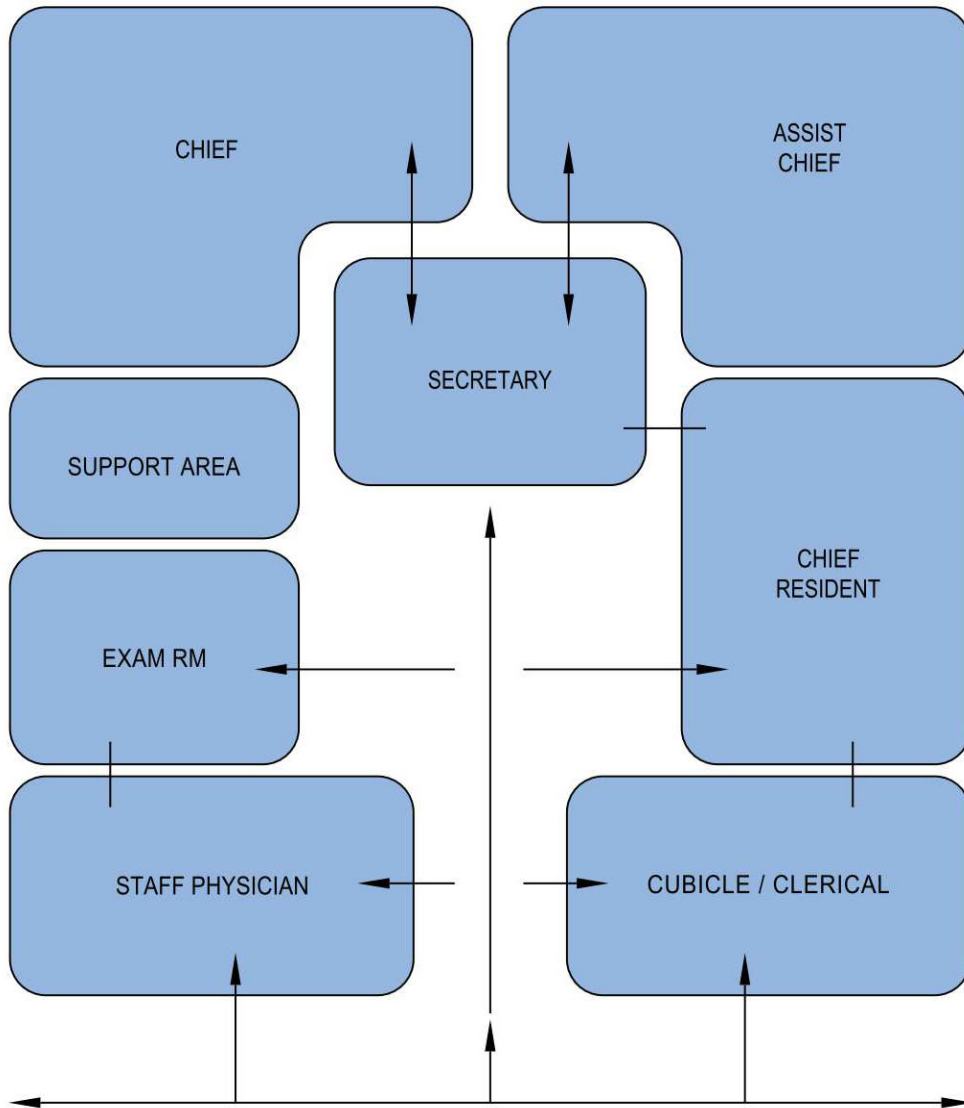 CHIEF
ASSIST
CHIEF
SECRETARY
SUPPORT AREA
CHIEF
RESIDENT
EXAM RM
STAFF PHYSICIAN
CUBICLE / CLERICAL